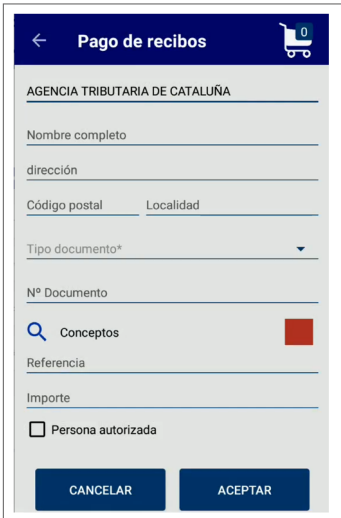 Pago de recibos
0
AGENCIA TRIBUTARIA DE CATALUÑA
Nombre completo
dirección
Código postal Localidad
Tipo documento*
Nº Documento
Conceptos
Referencia
Importe
Persona autorizada
CANCELAR ACEPTAR